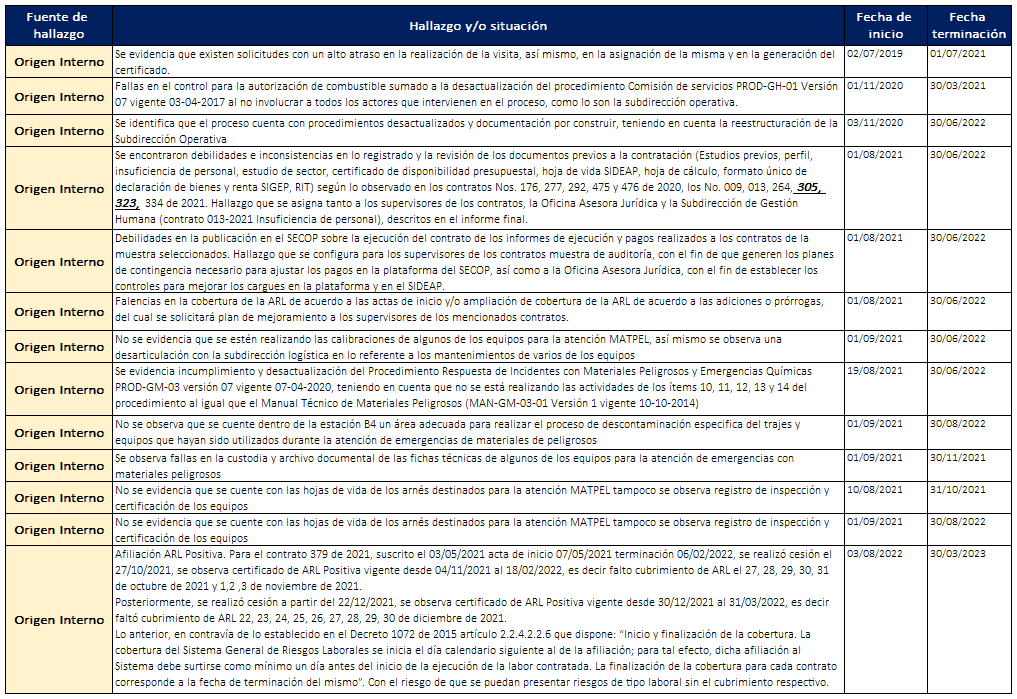 Fuente de hallazgo
Hallazgo y/o situación
Fecha de inicio
Fecha terminación
Origen Interno
Se evidencia que existen solicitudes con un alto atraso en la realización de la visita, así mismo, en la asignación de la misma y en la generación del
certificado.
02/07/2019
01/07/2021
Origen Interno
Fallas en el control para la autorización de combustible sumado a la desactualización del procedimiento Comisión de servicios PROD-GH-01 Versión
07 vigente 03-04-2017 al no involucrar a todos los actores que intervienen en el proceso, como lo son la subdirección operativa.
01/11/2020
30/03/2021
Origen Interno
Se identifica que el proceso cuenta con procedimientos desactualizados y documentación por construir, teniendo en cuenta la reestructuración de la
Subdirección Operativa
03/11/2020
30/06/2022
Origen Interno
Se encontraron debilidades e inconsistencias en lo registrado y la revisión de los documentos previos a la contratación (Estudios previos, perfil,
insuficiencia de personal, estudio de sector, certificado de disponibilidad presupuestal, hoja de vida SIDEAP, hoja de cálculo, formato único de
declaración de bienes y renta SIGEP, RIT) según lo observado en los contratos Nos. 176, 277, 292, 475 y 476 de 2020, los No. 009, 013, 264, 305,
323, 334 de 2021. Hallazgo que se asigna tanto a los supervisores de los contratos, la Oficina Asesora Jurídica y la Subdirección de Gestión
Humana (contrato 013-2021 Insuficiencia de personal), descritos en el informe final.
01/08/2021
30/06/2022
Origen Interno
Debilidades en la publicación en el SECOP sobre la ejecución del contrato de los informes de ejecución y pagos realizados a los contratos de la
muestra seleccionados. Hallazgo que se configura para los supervisores de los contratos muestra de auditoría, con el fin de que generen los planes
de contingencia necesario para ajustar los pagos en la plataforma del SECOP, así como a la Oficina Asesora Jurídica, con el fin de establecer los
controles para mejorar los cargues en la plataforma y en el SIDEAP.
01/08/2021
30/06/2022
Origen Interno
Falencias en la cobertura de la ARL de acuerdo a las actas de inicio y/o ampliación de cobertura de la ARL de acuerdo a las adiciones o prórrogas,
del cual se solicitará plan de mejoramiento a los supervisores de los mencionados contratos.
01/08/2021
30/06/2022
Origen Interno
No se evidencia que se estén realizando las calibraciones de algunos de los equipos para la atención MATPEL, así mismo se observa una
desarticulación con la subdirección logística en lo referente a los mantenimientos de varios de los equipos
01/09/2021
30/06/2022
Origen Interno
Se evidencia incumplimiento y desactualización del Procedimiento Respuesta de Incidentes con Materiales Peligrosos y Emergencias Químicas
PROD-GM-03 versión 07 vigente 07-04-2020, teniendo en cuenta que no se está realizando las actividades de los ítems 10, 11, 12, 13 y 14 del
procedimiento al igual que el Manual Técnico de Materiales Peligrosos (MAN-GM-03-01 Versión 1 vigente 10-10-2014)
19/08/2021
30/06/2022
Origen Interno
No se observa que se cuente dentro de la estación B4 un área adecuada para realizar el proceso de descontaminación especifica del trajes y
equipos que hayan sido utilizados durante la atención de emergencias de materiales de peligrosos
01/09/2021
30/08/2022
Origen Interno
Se observa fallas en la custodia y archivo documental de las fichas técnicas de algunos de los equipos para la atención de emergencias con
materiales peligrosos
01/09/2021
30/11/2021
Origen Interno
No se evidencia que se cuente con las hojas de vida de los arnés destinados para la atención MATPEL tampoco se observa registro de inspección y
certificación de los equipos
10/08/2021
31/10/2021
Origen Interno
No se evidencia que se cuente con las hojas de vida de los arnés destinados para la atención MATPEL tampoco se observa registro de inspección y
certificación de los equipos
01/09/2021
30/08/2022
Origen Interno
Afiliación ARL Positiva. Para el contrato 379 de 2021, suscrito el 03/05/2021 acta de inicio 07/05/2021 terminación 06/02/2022, se realizó cesión el
27/10/2021, se observa certificado de ARL Positiva vigente desde 04/11/2021 al 18/02/2022, es decir falto cubrimiento de ARL el 27, 28, 29, 30, 31
de octubre de 2021 y 1,2 ,3 de noviembre de 2021.
Posteriormente, se realizó cesión a partir del 22/12/2021, se observa certificado de ARL Positiva vigente desde 30/12/2021 al 31/03/2022, es decir
faltó cubrimiento de ARL 22, 23, 24, 25, 26, 27, 28, 29, 30 de diciembre de 2021.
Lo anterior, en contravía de lo establecido en el Decreto 1072 de 2015 artículo 2.2.4.2.2.6 que dispone: “Inicio y finalización de la cobertura. La
cobertura del Sistema General de Riesgos Laborales se inicia el día calendario siguiente al de la afiliación; para tal efecto, dicha afiliación al
Sistema debe surtirse como mínimo un día antes del inicio de la ejecución de la labor contratada. La finalización de la cobertura para cada contrato
corresponde a la fecha de terminación del mismo”. Con el riesgo de que se puedan presentar riesgos de tipo laboral sin el cubrimiento respectivo.
03/08/2022
30/03/2023